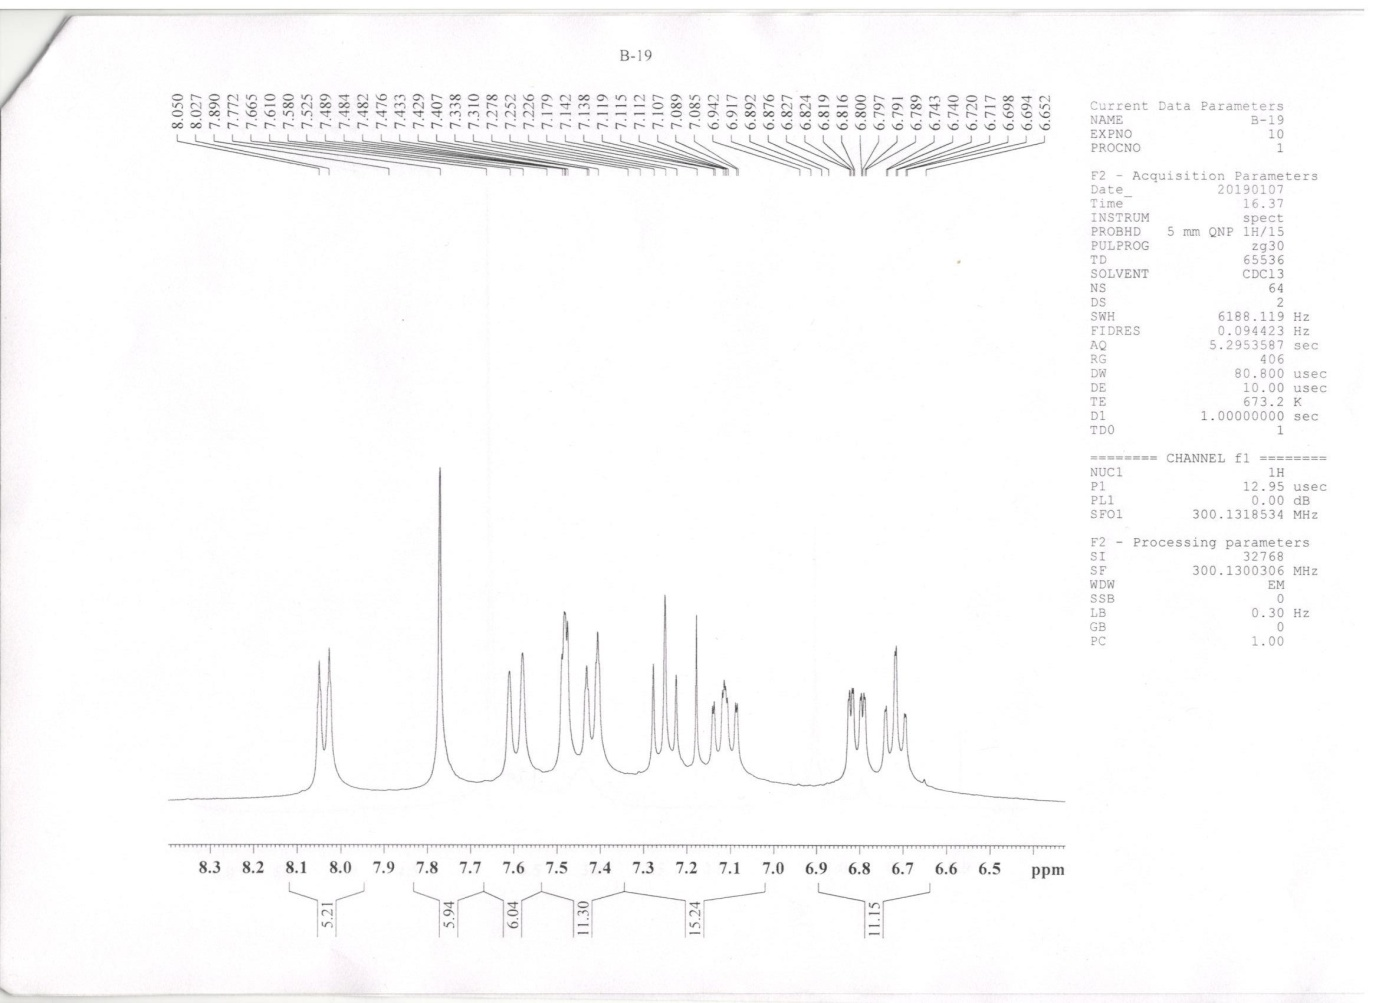 B-19
8.050
8.027
7.890
7.772
7.665
7.610
7.580
7.525
7.489
7.484
7.482
7.476
7.433
7.429
7.407
7.338
7.310
7.278
7.252
7.226
7.179
7.142
7.138
7.119
7.115
7.112
7.107
7.089
7.085
6.942
6.917
6.892
6.876
6.827
6.824
6.819
6.816
6.800
6.797
6.791
6.789
6.743
6.740
6.720
6.717
6.698
6.694
6.652
Current Data Parameters
NAME B-19
EXPNO 10
PROCNO 1
F2 - Acquisition Parameters
Date_ 20190107
Time 16.37
INSTRUM spect
PROBHD 5 mm QNP 1H/15
PULPROG zg30
TD 65536
SOLVENT CDCl3
NS 64
DS 2
SWH 6188.119 Hz
FIDRES 0.094423 Hz
AQ 5.2953587 sec
RG 406
DW 80.800 usec
DE 10.00 usec
TE 673.2 K
D1 1.00000000 sec
TD0 1
======== CHANNEL f1 ========
NUC1 1H
P1 12.95 usec
PL1 0.00 dB
SFO1 300.1318534 MHz
F2 - Processing parameters
SI 32768
SF 300.1300306 MHz
WDW EM
SSB 0
LB 0.30 Hz
GB 0
PC 1.00
8.3 8.2 8.1 8.0 7.9 7.8 7.7 7.6 7.5 7.4 7.3 7.2 7.1 7.0 6.9 6.8 6.7 6.6 6.5 ppm
5.21
5.94
6.04
11.30
15.24
11.15